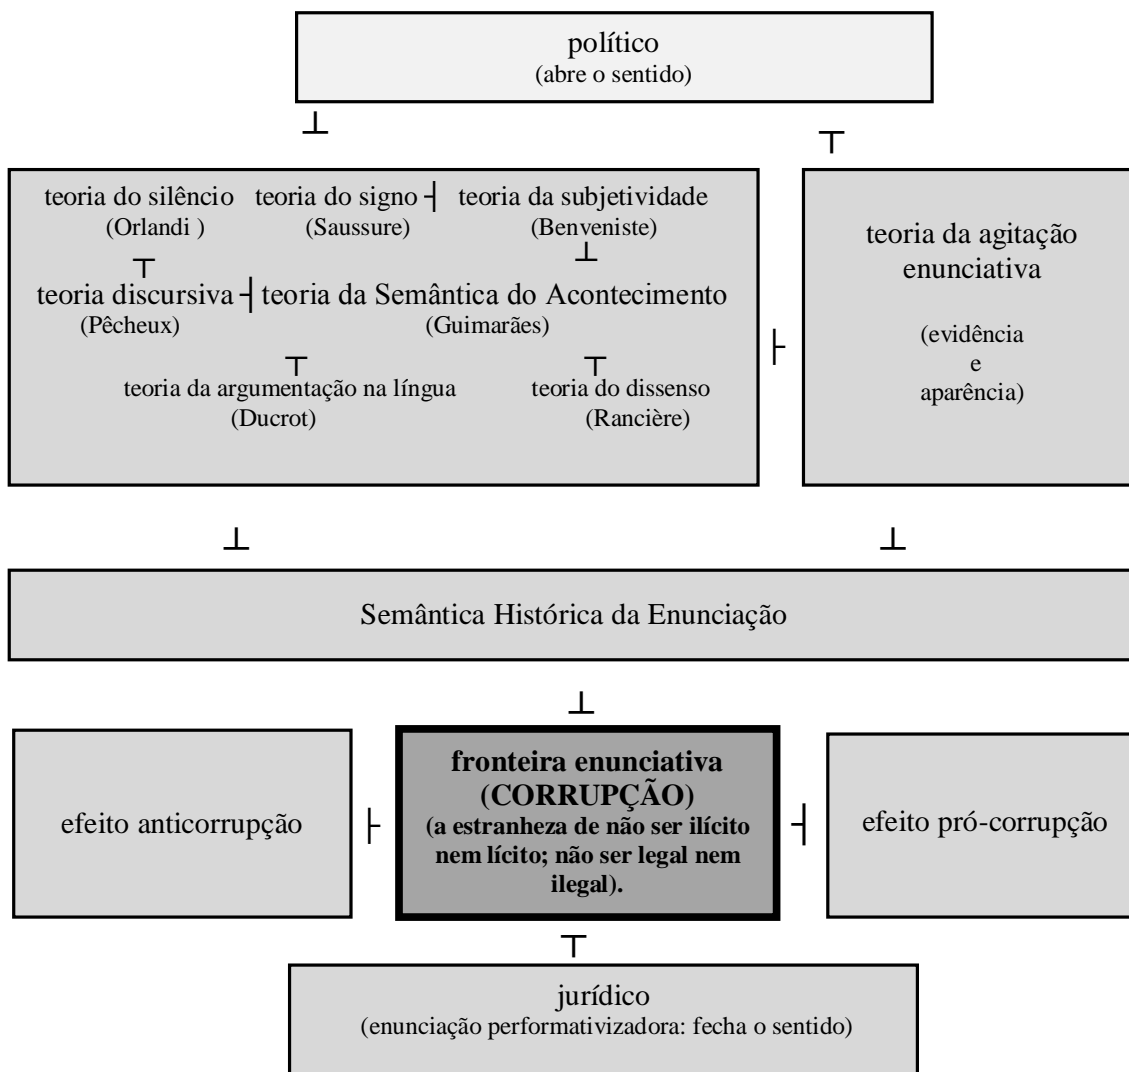 político
(abre o sentido)
⊥ ⊤
teoria do silêncio teoria do signo ⊣ teoria da subjetividade
(Orlandi ) (Saussure) (Benveniste)
⊤ ⊥
teoria discursiva ⊣ teoria da Semântica do Acontecimento
(Pêcheux) (Guimarães)
⊤ ⊤
teoria da argumentação na língua teoria do dissenso
(Ducrot) (Rancière)
⊢
teoria da agitação
enunciativa
(evidência
e
aparência)
⊥ ⊥
Semântica Histórica da Enunciação
⊥
efeito anticorrupção
⊢
fronteira enunciativa
(CORRUPÇÃO)
(a estranheza de não ser ilícito
nem lícito; não ser legal nem
ilegal).
⊣
efeito pró-corrupção
⊤
jurídico
(enunciação performativizadora: fecha o sentido)